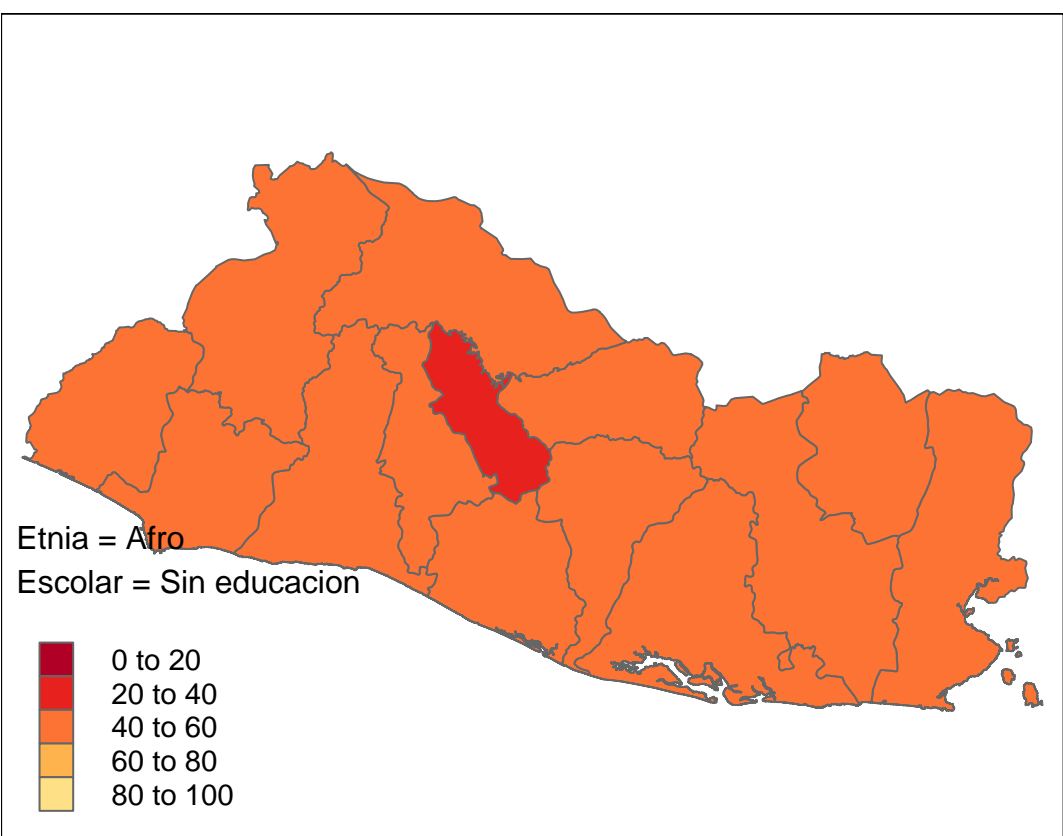 Etnia = Afro
Escolar = Sin educacion
0 to 20
20 to 40
40 to 60
60 to 80
80 to 100